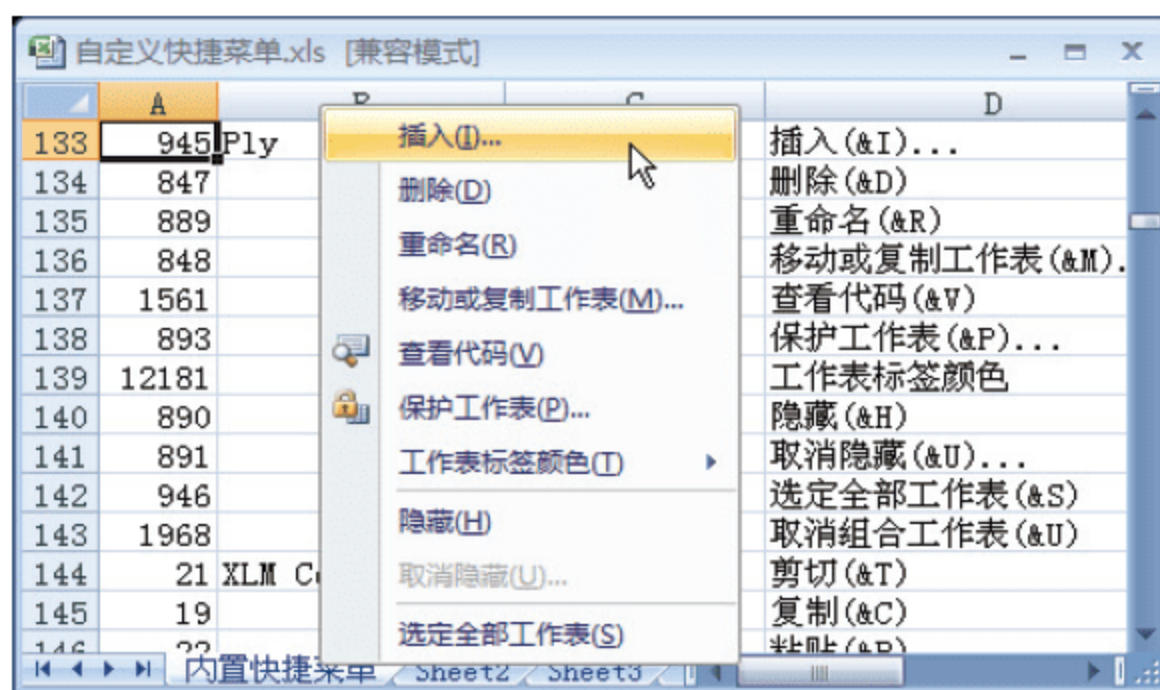 自定义快捷菜单.xls [兼容模式]
A D
133 945 Ply 插入(I)... 插入(&I)...
134 847 删除(D) 删除(&D)
135 889 重命名(R) 重命名(&R)
136 848 移动或复制工作表(M)... 移动或复制工作表(&M).
137 1561 查看代码(V) 查看代码(&V)
138 893 保护工作表(P)... 保护工作表(&P)...
139 12181 工作表标签颜色(T) 工作表标签颜色
140 890 隐藏(&H)
141 891 隐藏(H) 取消隐藏(&U)...
142 946 选定全部工作表(&S)
143 1968 取消组合工作表(&U)
144 21 XLM 取消隐藏(U)... 剪切(&T)
145 19 选定全部工作表(S) 复制(&C)
146 22 粘贴(&P)
内置快捷菜单 Sheet2 Sheet3